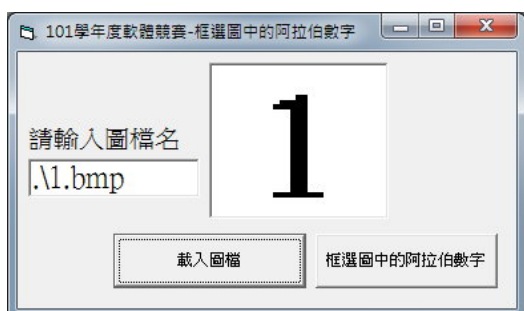 101學年度軟體競賽-框選圖中的阿拉伯數字
請輸入圖檔名
.\1.bmp
1
載入圖檔
框選圖中的阿拉伯數字